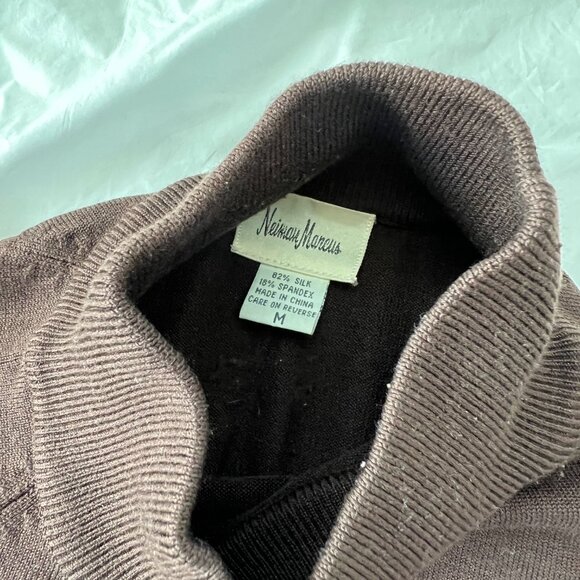 Neiman Marcus
82% SILK
18% SPANDEX
MADE IN CHINA
CARE ON REVERSE
M